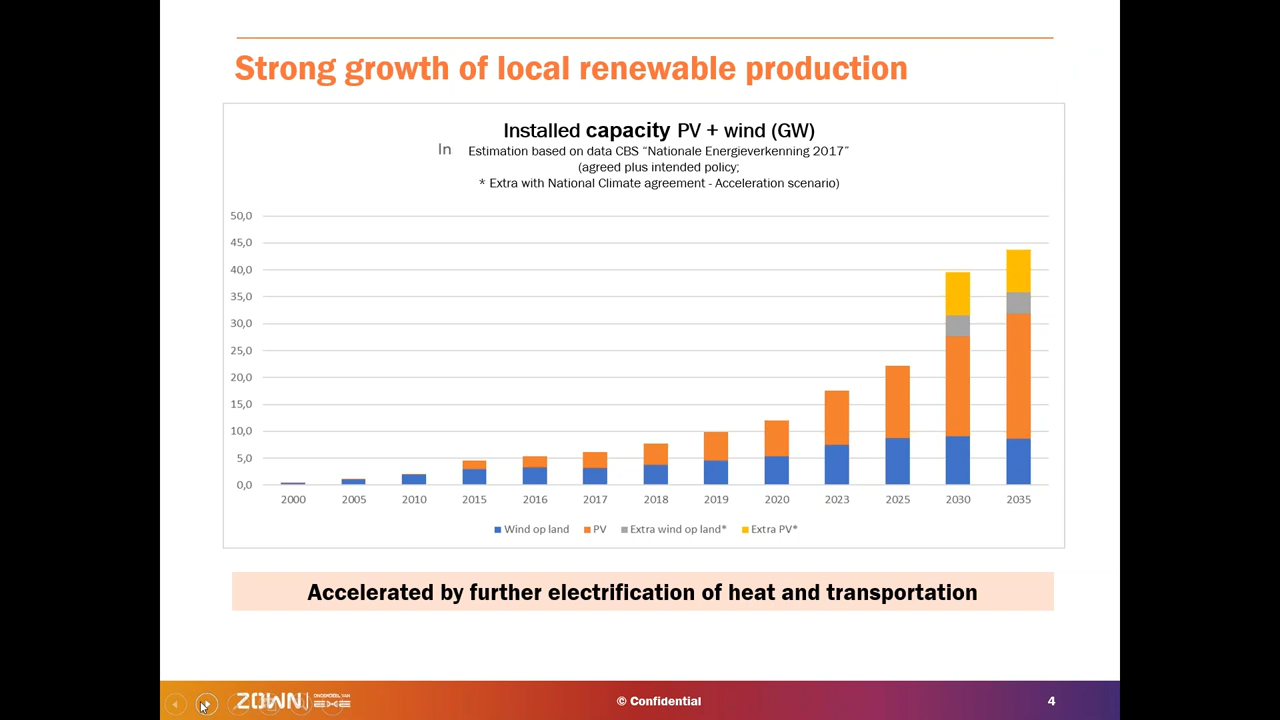 Strong growth of local renewable production
Installed capacity PV + wind (GW)
In
Estimation based on data CBS “Nationale Energieverkenning 2017”
(agreed plus intended policy;
* Extra with National Climate agreement - Acceleration scenario)
50,0
45,0
40,0
35,0
30,0
25,0
20,0
15,0
10,0
5,0
0,0
2000 2005 2010 2015 2016 2017 2018 2019 2020 2023 2025 2030 2035
Wind op land PV Extra wind op land* Extra PV*
Accelerated by further electrification of heat and transportation
© Confidential
4